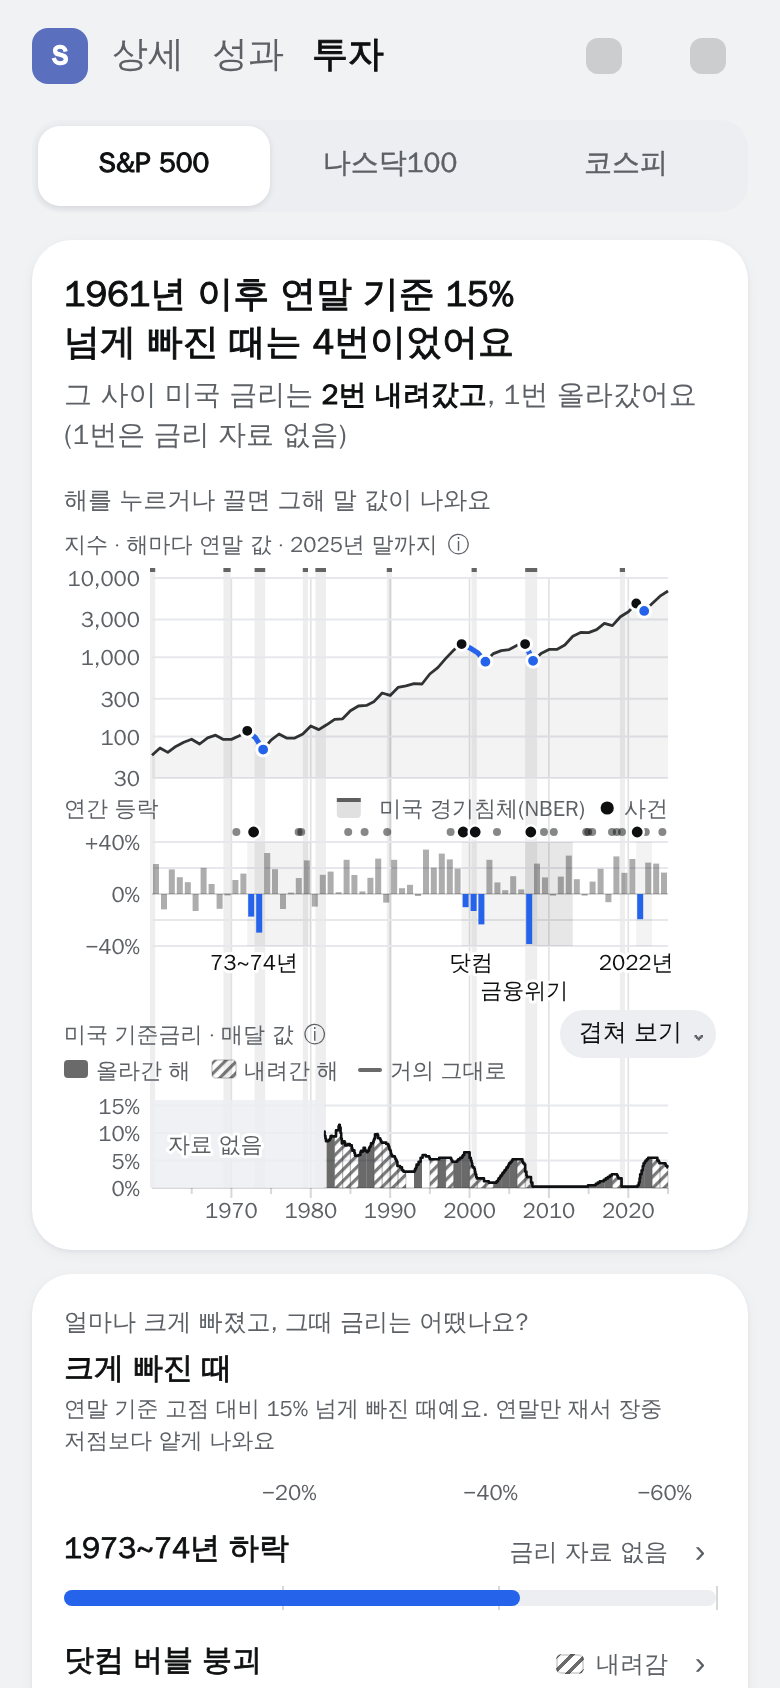 S 상세 성과 투자
S&P 500 나스닥100 코스피
1961년 이후 연말 기준 15%
넘게 빠진 때는 4번이었어요
그 사이 미국 금리는 2번 내려갔고, 1번 올라갔어요
(1번은 금리 자료 없음)
해를 누르거나 끌면 그해 말 값이 나와요
지수 · 해마다 연말 값 · 2025년 말까지 ⓘ
10,000
3,000
1,000
300
100
30
연간 등락 미국 경기침체(NBER) 사건
+40%
0%
−40%
73~74년 닷컴 2022년
금융위기
미국 기준금리 · 매달 값 ⓘ 겹쳐 보기
올라간 해 내려간 해 거의 그대로
15%
10%
자료 없음
5%
0%
1970 1980 1990 2000 2010 2020
얼마나 크게 빠졌고, 그때 금리는 어땠나요?
크게 빠진 때
연말 기준 고점 대비 15% 넘게 빠진 때예요. 연말만 재서 장중
저점보다 얕게 나와요
−20% −40% −60%
1973~74년 하락 금리 자료 없음 ›
닷컴 버블 붕괴 내려감 ›